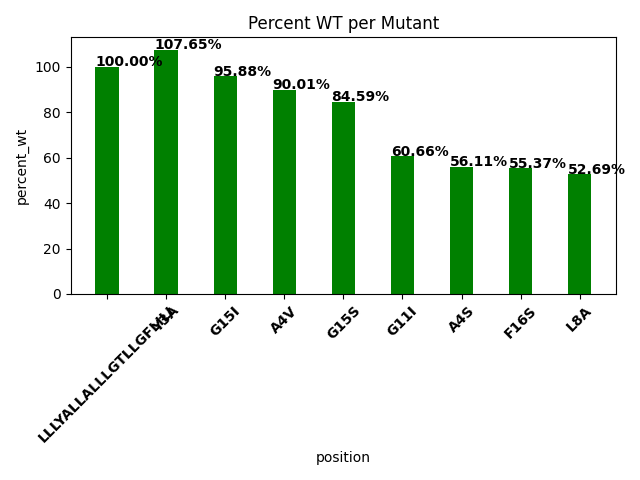 Percent WT per Mutant
percent_wt
100
80
60
40
20
0
100.00%
107.65%
95.88%
90.01%
84.59%
60.66%
56.11%
55.37%
52.69%
G15I
A4V
G15S
G11I
A4S
F16S
L8A
position